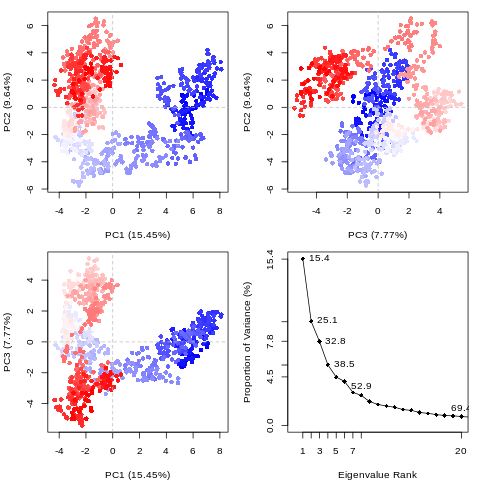 6
4
2
0
-2
-4
-6
PC2 (9.64%)
-4 -2 0 2 4 6 8
PC1 (15.45%)
6
4
2
0
-2
-4
-6
PC2 (9.64%)
-4 -2 0 2 4
PC3 (7.77%)
4
2
0
-2
-4
PC3 (7.77%)
-4 -2 0 2 4 6 8
PC1 (15.45%)
15.4
7.8
4.5
0.0
Proportion of Variance (%)
15.4
25.1
32.8
38.5
52.9
69.4
1 3 5 7 20
Eigenvalue Rank